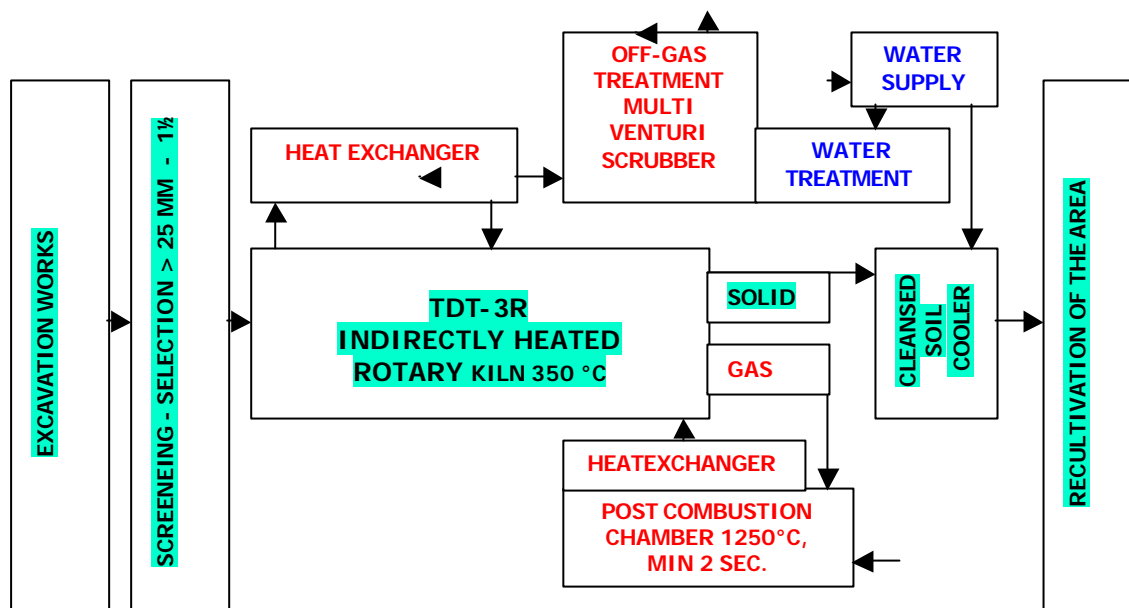 EXCAVATION WORKS
SCREENEING - SELECTION > 25 MM - 1½
HEAT EXCHANGER
OFF-GAS
TREATMENT
MULTI
VENTURI
SCRUBBER
WATER
SUPPLY
WATER
TREATMENT
TDT-3R
INDIRECTLY HEATED
ROTARY KILN 350 °C
SOLID
GAS
HEATEXCHANGER
POST COMBUSTION
CHAMBER 1250°C,
MIN 2 SEC.
CLEANSED
SOIL
COOLER
RECULTIVATION OF THE AREA